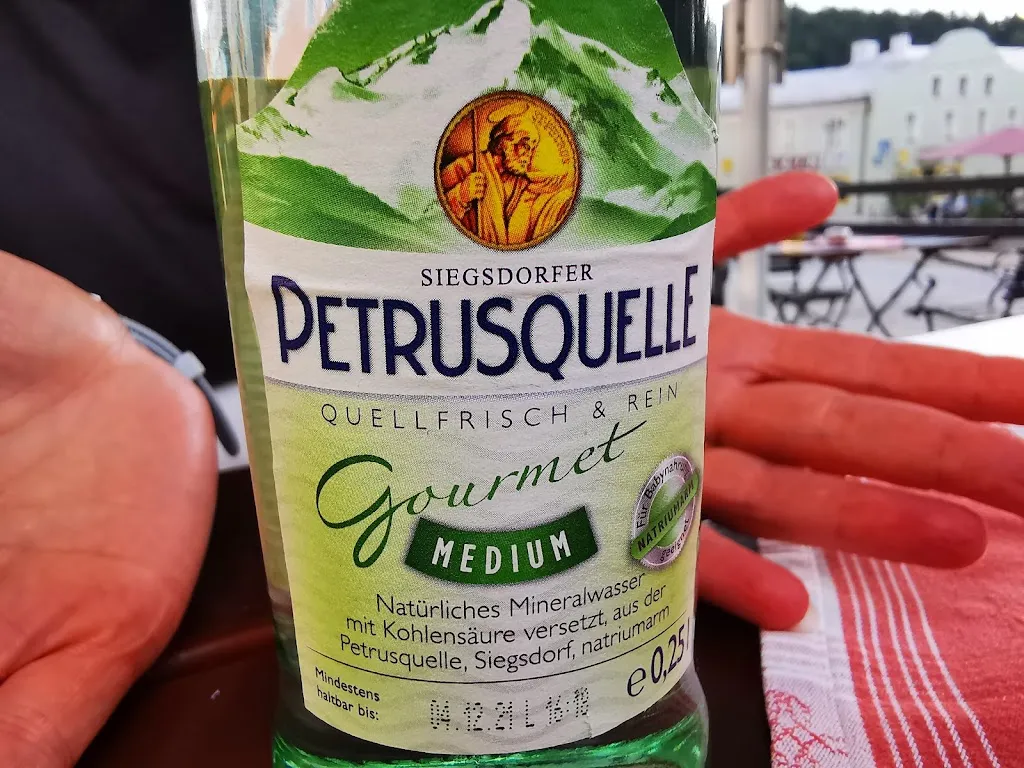 SIEGSDORFER
PETRUSQUELLE
QUELLFRISCH & REIN
Gourmet
MEDIUM
Für Babynahrung
NATRIUMARM
geeignet
Natürliches Mineralwasser
mit Kohlensäure versetzt, aus der
Petrusquelle, Siegsdorf, natriumarm
Mindestens
haltbar bis:
04.12.21 L 16:18
e 0,25 l